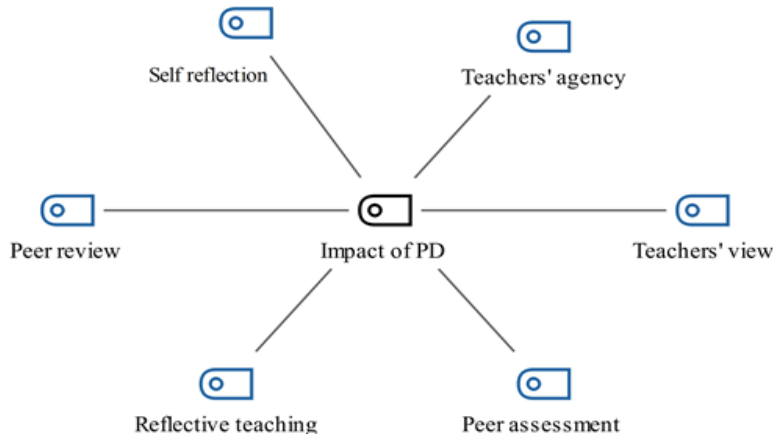 Self reflection
Teachers' agency
Peer review
Impact of PD
Teachers' view
Reflective teaching
Peer assessment